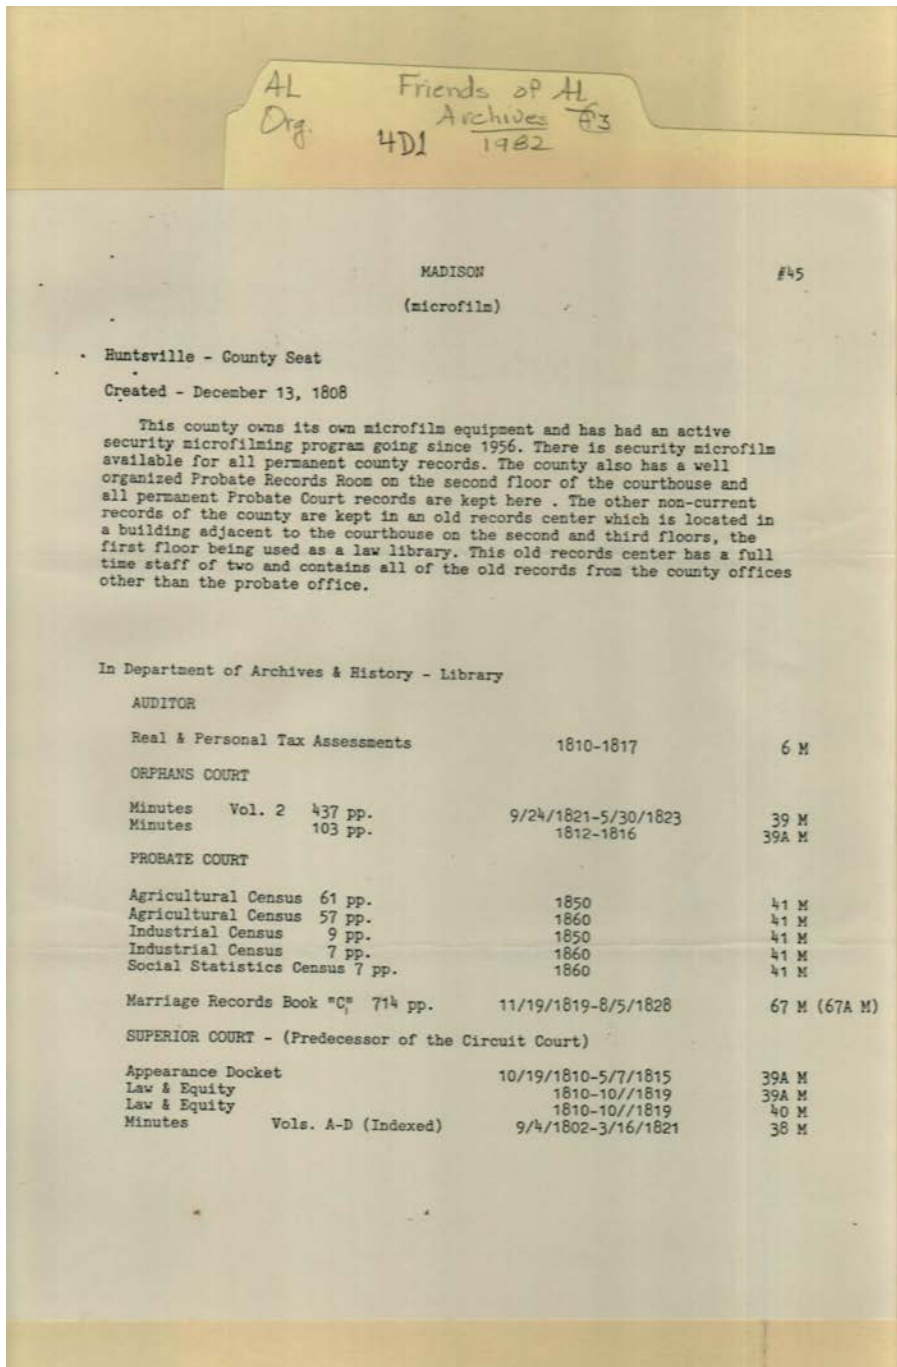 AL Friends of AL
Org. Archives #3
4D1 1982
MADISON #45
(microfilm)
Huntsville - County Seat
Created - December 13, 1808
This county owns its own microfilm equipment and has had an active
security microfilming program going since 1956. There is security microfilm
available for all permanent county records. The county also has a well
organized Probate Records Room on the second floor of the courthouse and
all permanent Probate Court records are kept here . The other non-current
records of the county are kept in an old records center which is located in
a building adjacent to the courthouse on the second and third floors, the
first floor being used as a law library. This old records center has a full
time staff of two and contains all of the old records from the county offices
other than the probate office.
In Department of Archives & History - Library
AUDITOR
Real & Personal Tax Assessments 1810-1817 6 M
ORPHANS COURT
Minutes Vol. 2 437 pp. 9/24/1821-5/30/1823 39 M
Minutes 103 pp. 1812-1816 39A M
PROBATE COURT
Agricultural Census 61 pp. 1850 41 M
Agricultural Census 57 pp. 1860 41 M
Industrial Census 9 pp. 1850 41 M
Industrial Census 7 pp. 1860 41 M
Social Statistics Census 7 pp. 1860 41 M
Marriage Records Book "C," 714 pp. 11/19/1819-8/5/1828 67 M (67A M)
SUPERIOR COURT - (Predecessor of the Circuit Court)
Appearance Docket 10/19/1810-5/7/1815 39A M
Law & Equity 1810-10//1819 39A M
Law & Equity 1810-10//1819 40 M
Minutes Vols. A-D (Indexed) 9/4/1802-3/16/1821 38 M